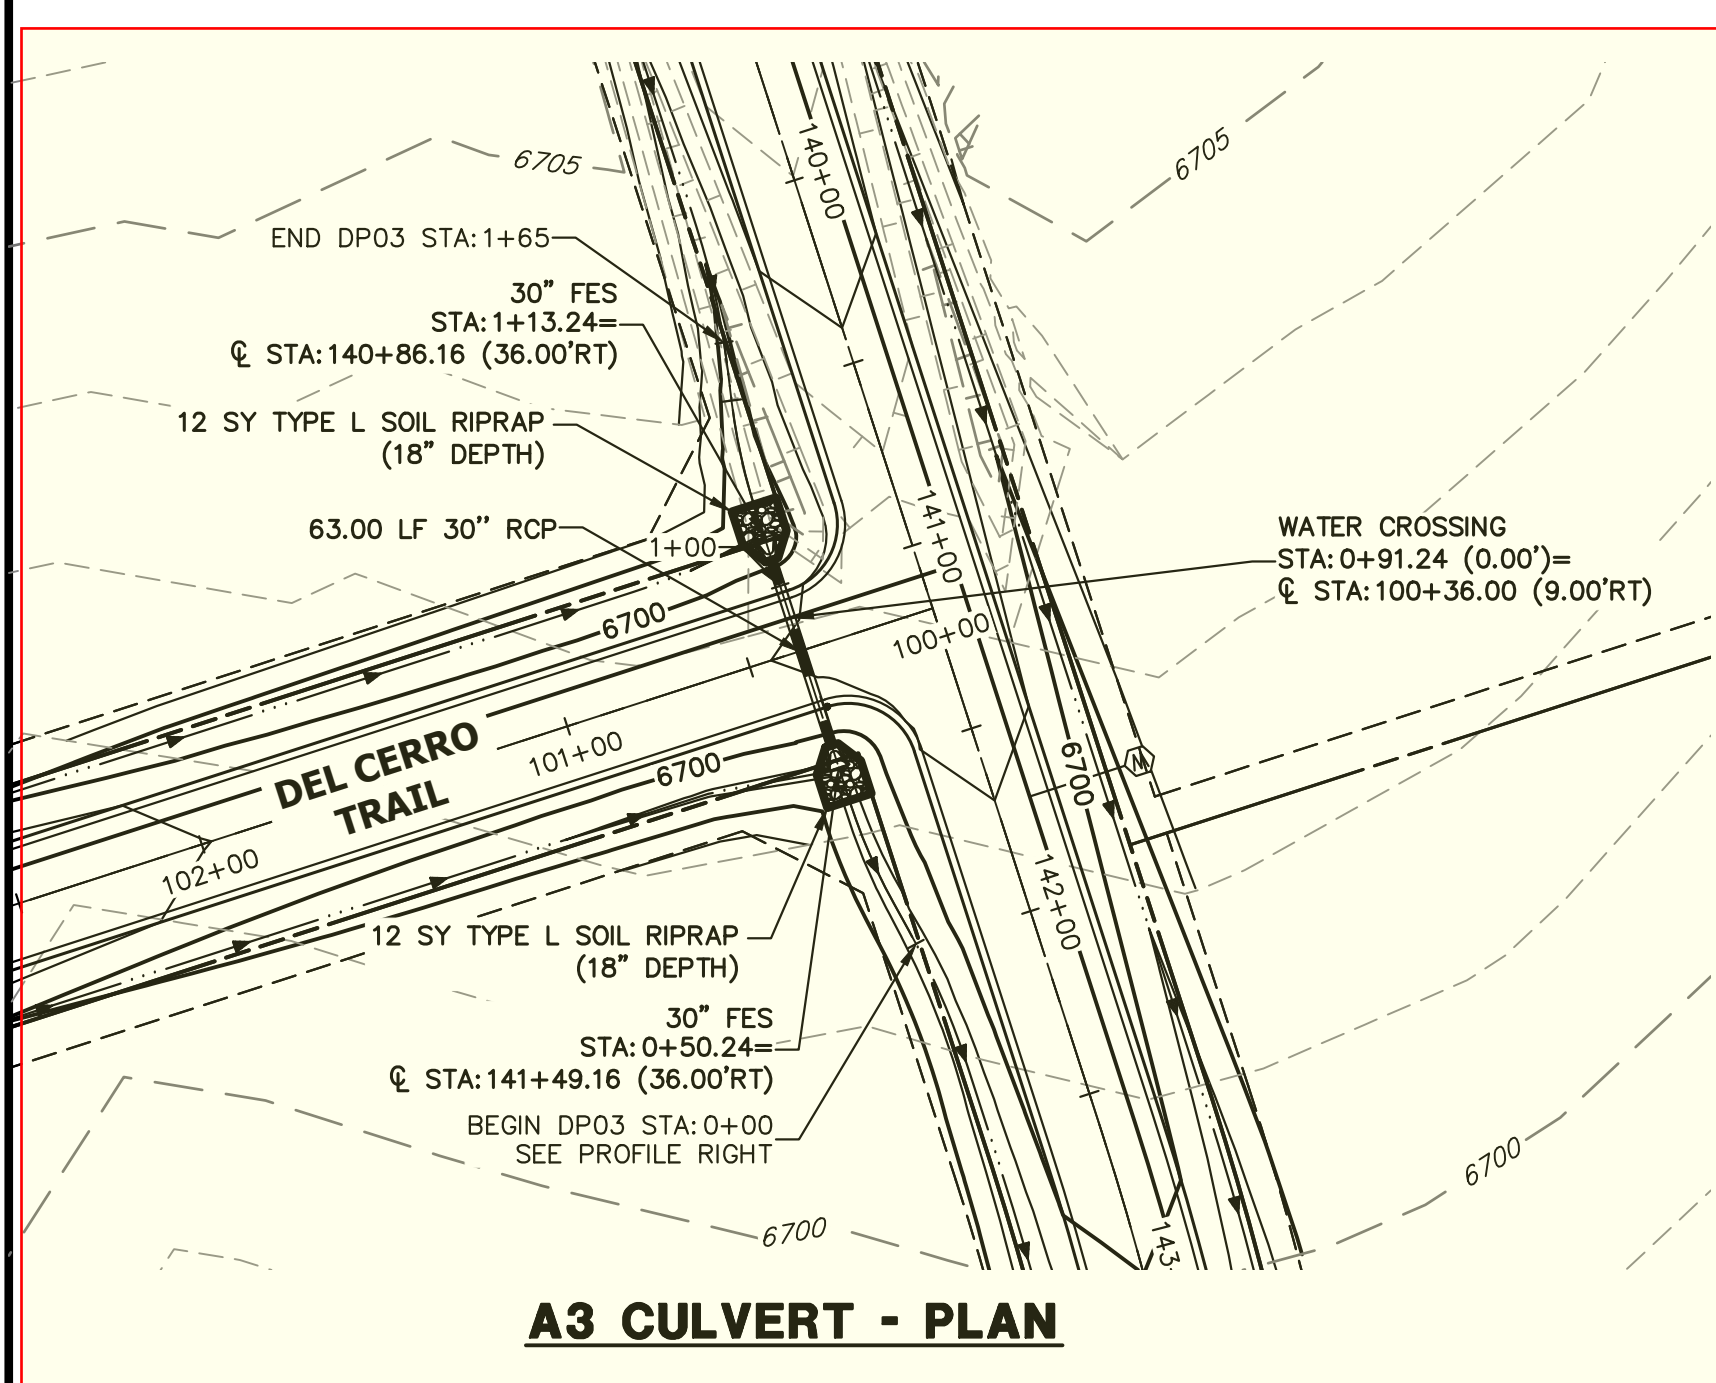 140+00
6705
6705
END DP03 STA: 1+65
30” FES
STA: 1+13.24=
℄ STA: 140+86.16 (36.00'RT)
12 SY TYPE L SOIL RIPRAP
(18” DEPTH)
63.00 LF 30’’ RCP
1+00
141+00
WATER CROSSING
STA: 0+91.24 (0.00')=
℄ STA: 100+36.00 (9.00'RT)
6700
100+00
101+00
6700
6700
M
DEL CERRO
TRAIL
102+00
142+00
12 SY TYPE L SOIL RIPRAP
(18” DEPTH)
30” FES
STA: 0+50.24=
℄ STA: 141+49.16 (36.00'RT)
BEGIN DP03 STA: 0+00
SEE PROFILE RIGHT
6700
6700
143
A3 CULVERT - PLAN